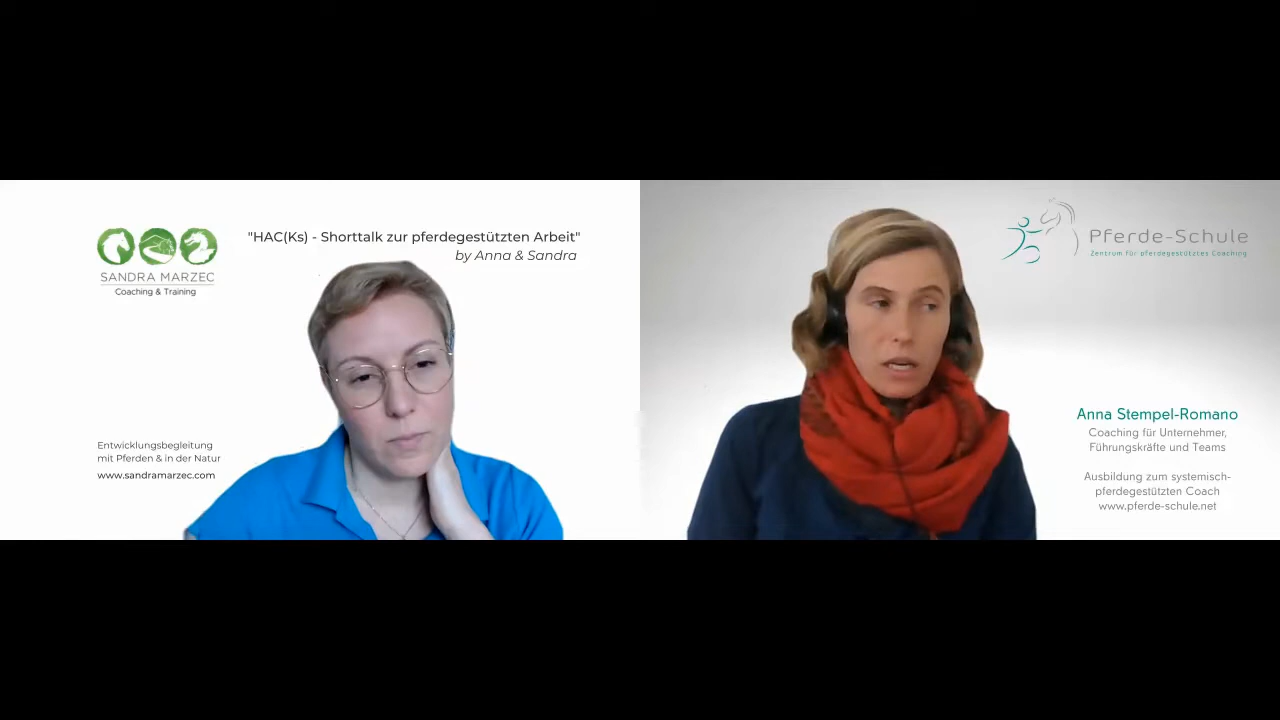 "HAC(Ks) - Shorttalk zur pferdegestützten Arbeit"
by Anna & Sandra
SANDRA MARZEC
Coaching & Training
Entwicklungsbegleitung
mit Pferden & in der Natur
www.sandramarzec.com
Pferde-Schule
Zentrum für pferdegestütztes Coaching
Anna Stempel-Romano
Coaching für Unternehmer,
Führungskräfte und Teams
Ausbildung zum systemisch-
pferdegestützten Coach
www.pferde-schule.net